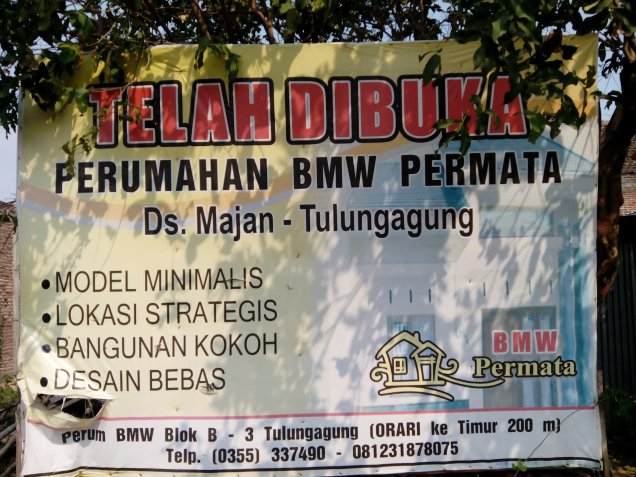 TELAH DIBUKA
PERUMAHAN BMW PERMATA
Ds. Majan - Tulungagung
• MODEL MINIMALIS
• LOKASI STRATEGIS
• BANGUNAN KOKOH
• DESAIN BEBAS
BMW
Permata
Perum BMW Blok B - 3 Tulungagung (ORARI ke Timur 200 m)
Telp. (0355) 337490 - 081231878075